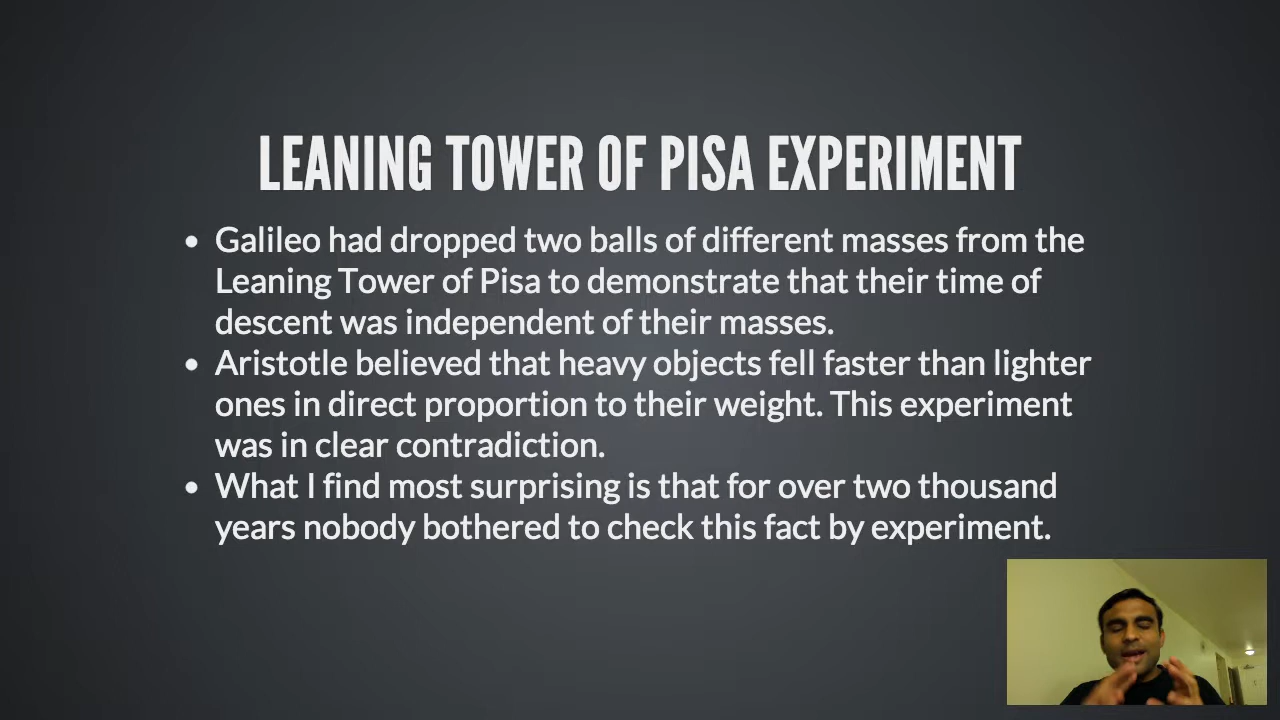 LEANING TOWER OF PISA EXPERIMENT
• Galileo had dropped two balls of different masses from the
Leaning Tower of Pisa to demonstrate that their time of
descent was independent of their masses.
• Aristotle believed that heavy objects fell faster than lighter
ones in direct proportion to their weight. This experiment
was in clear contradiction.
• What I find most surprising is that for over two thousand
years nobody bothered to check this fact by experiment.